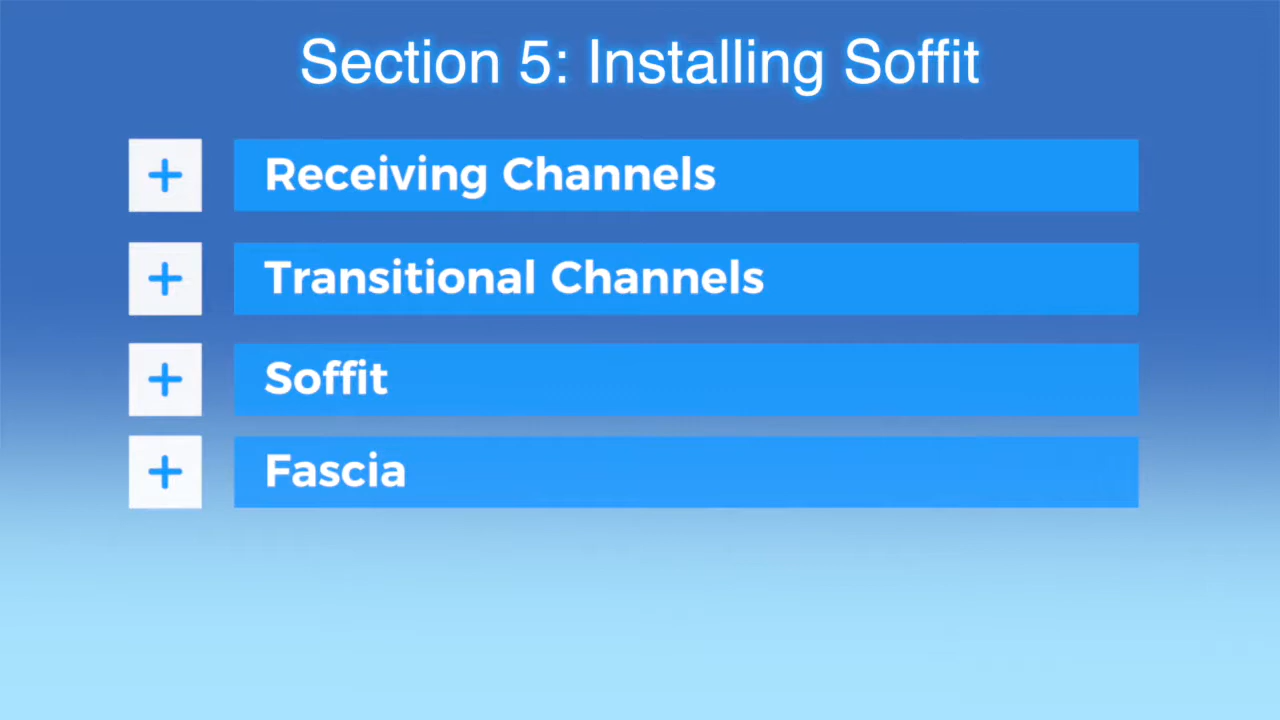 Section 5: Installing Soffit
Receiving Channels
Transitional Channels
Soffit
Fascia